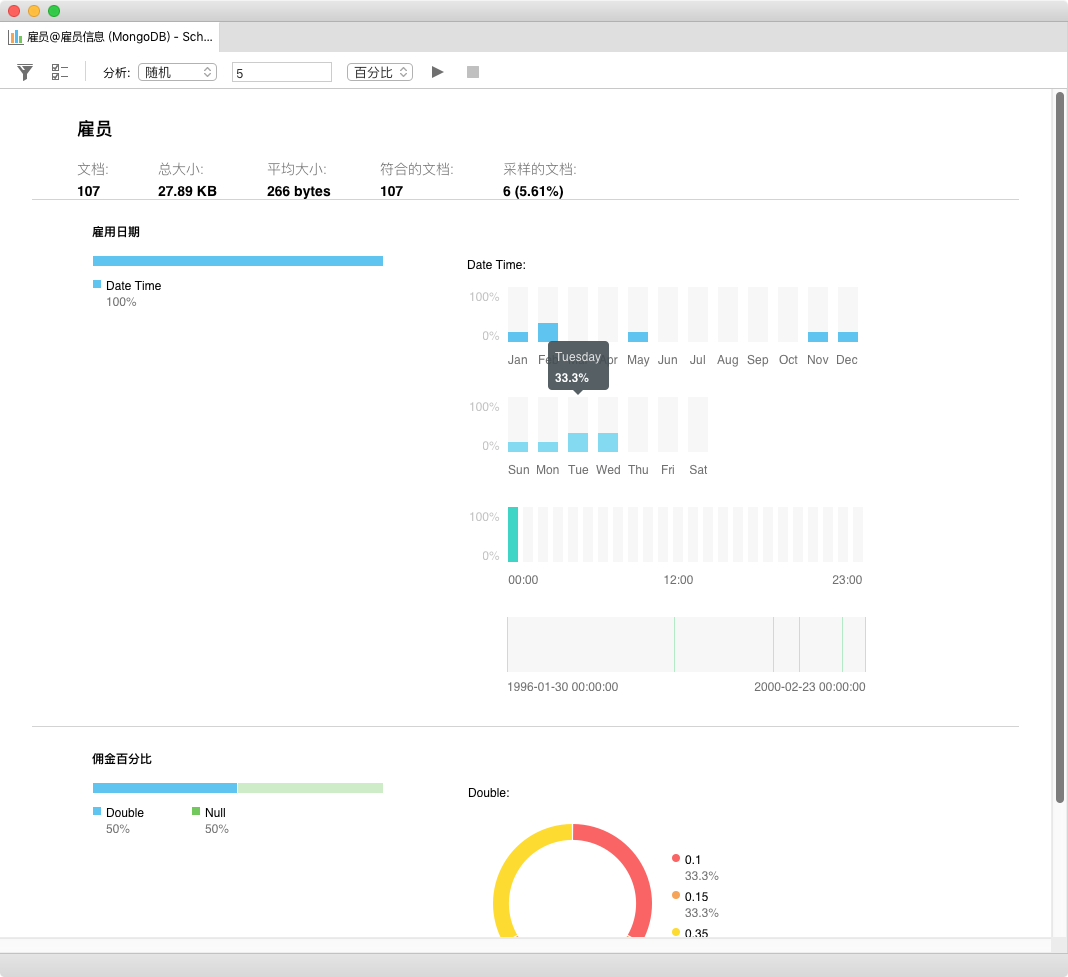 雇员@雇员信息 (MongoDB) - Sch...
分析: 随机 5 百分比
雇员
文档: 总大小: 平均大小: 符合的文档: 采样的文档:
107 27.89 KB 266 bytes 107 6 (5.61%)
雇用日期
Date Time
100%
Date Time:
100%
0%
Jan May Jun Jul Aug Sep Oct Nov Dec
Tuesday
33.3%
100%
0%
Sun Mon Tue Wed Thu Fri Sat
100%
0%
00:00 12:00 23:00
1996-01-30 00:00:00 2000-02-23 00:00:00
佣金百分比
Double Null
50% 50%
Double:
0.1
33.3%
0.15
33.3%
0.35